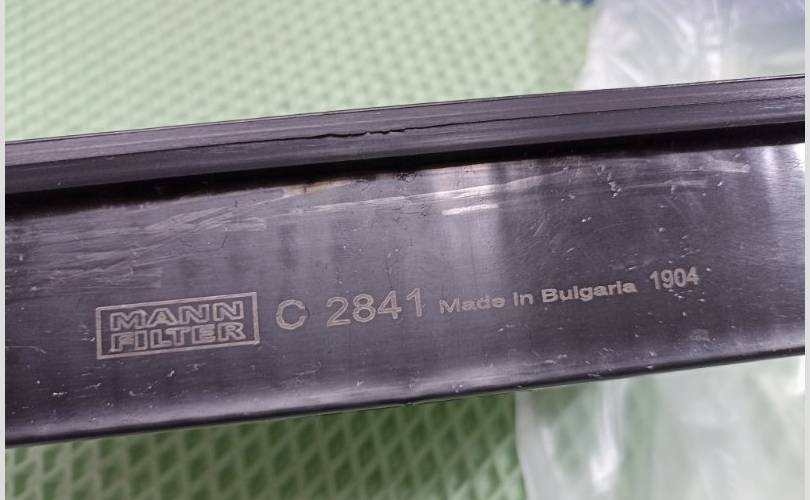 MANN
FILTER
C 2841 Made in Bulgaria 1904